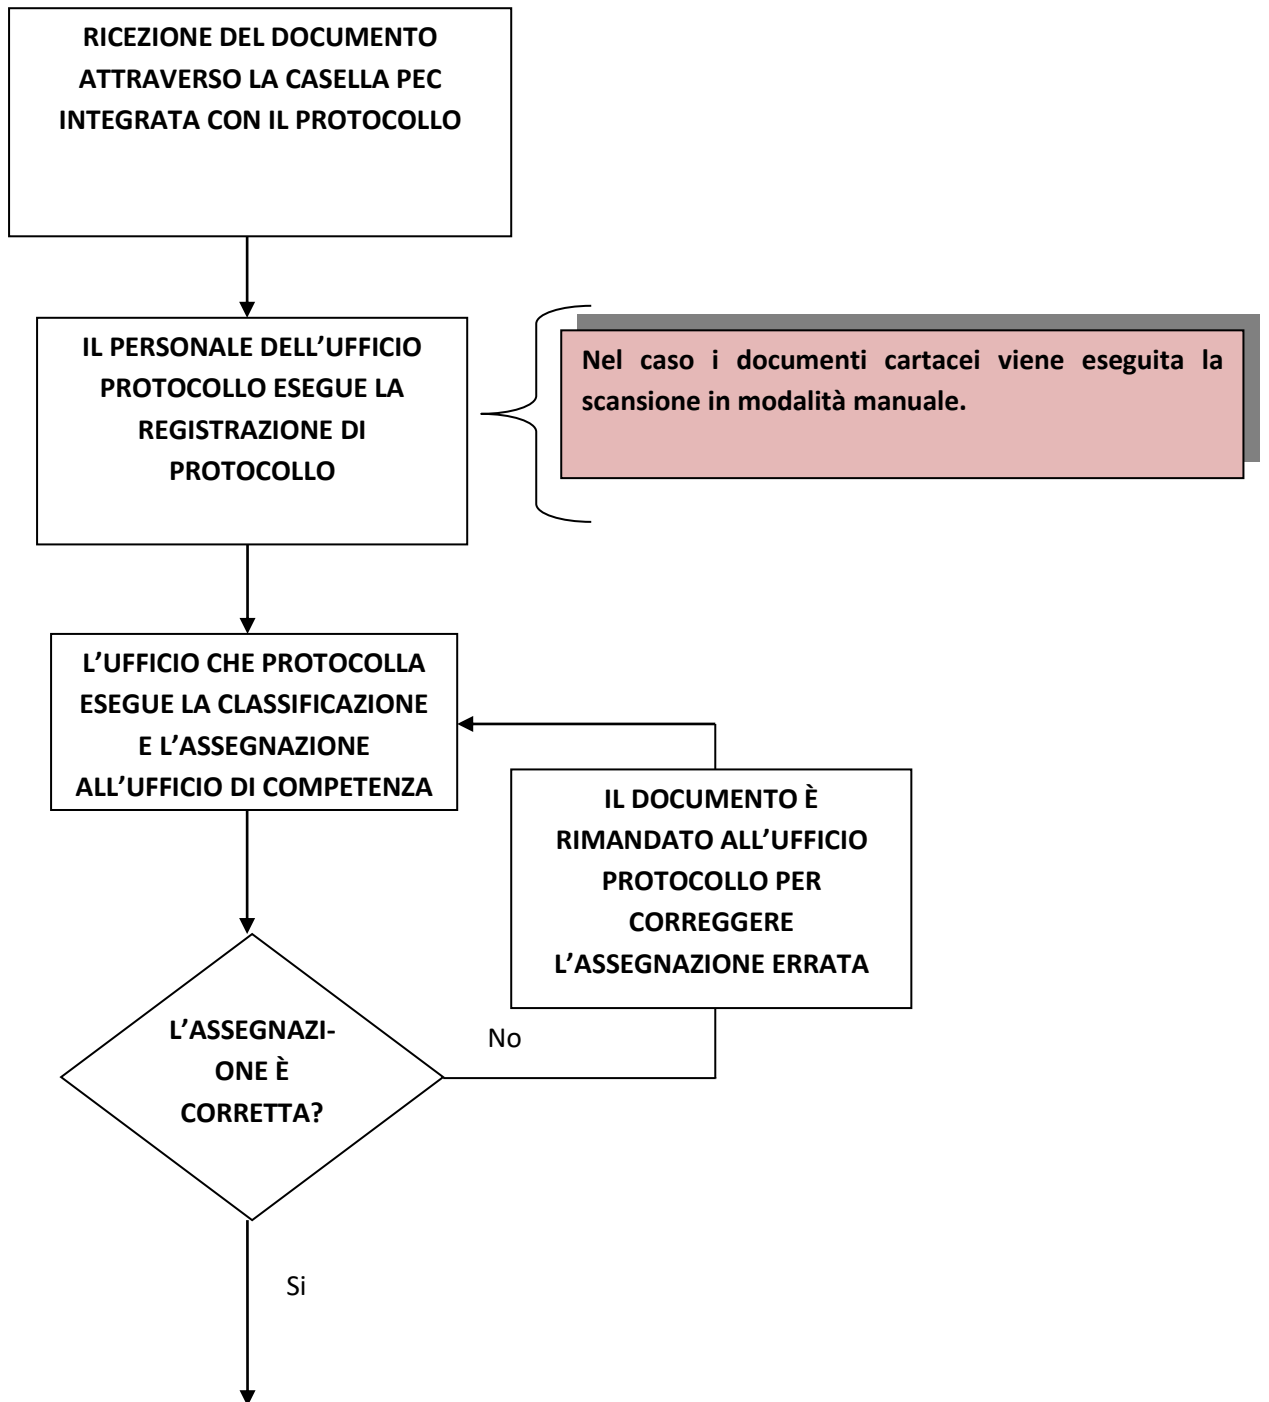 RICEZIONE DEL DOCUMENTO
ATTRAVERSO LA CASELLA PEC
INTEGRATA CON IL PROTOCOLLO
IL PERSONALE DELL’UFFICIO
PROTOCOLLO ESEGUE LA
REGISTRAZIONE DI
PROTOCOLLO
Nel caso i documenti cartacei viene eseguita la
scansione in modalità manuale.
L’UFFICIO CHE PROTOCOLLA
ESEGUE LA CLASSIFICAZIONE
E L’ASSEGNAZIONE
ALL’UFFICIO DI COMPETENZA
IL DOCUMENTO È
RIMANDATO ALL’UFFICIO
PROTOCOLLO PER
CORREGGERE
L’ASSEGNAZIONE ERRATA
L’ASSEGNAZI-
ONE È
CORRETTA?
No
Si